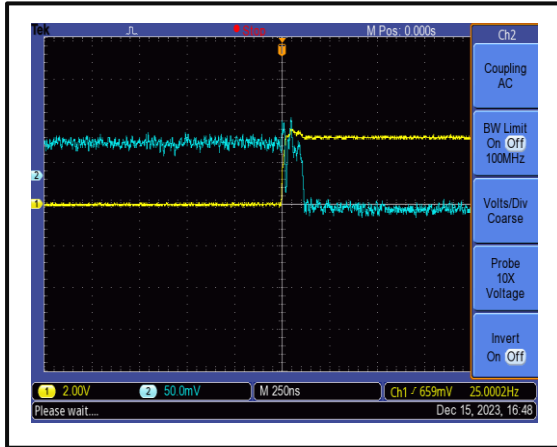 Tek Stop M Pos: 0.000s Ch2
Coupling
AC
BW Limit
On Off
100MHz
Volts/Div
Coarse
Probe
10X
Voltage
Invert
On Off
2
1
1 2.00V 2 50.0mV M 250ns Ch1 659mV 25.0002Hz
Please wait.... Dec 15, 2023, 16:48